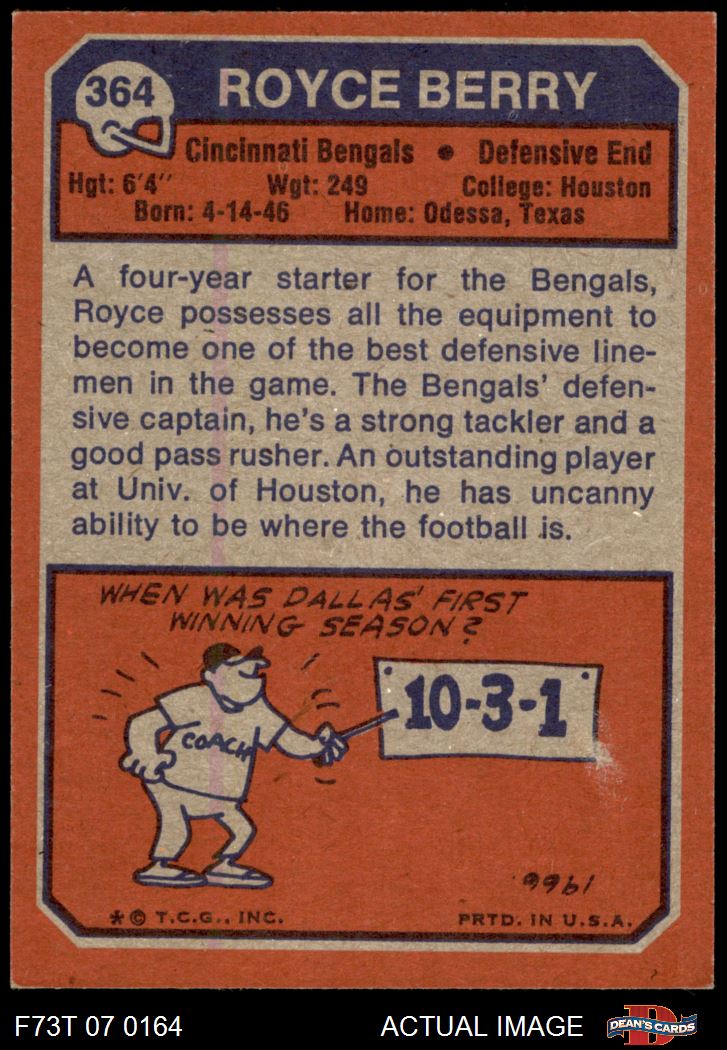 364
ROYCE BERRY
Cincinnati Bengals • Defensive End
Hgt: 6'4" Wgt: 249 College: Houston
Born: 4-14-46 Home: Odessa, Texas
A four-year starter for the Bengals,
Royce possesses all the equipment to
become one of the best defensive line-
men in the game. The Bengals' defen-
sive captain, he's a strong tackler and a
good pass rusher. An outstanding player
at Univ. of Houston, he has uncanny
ability to be where the football is.
WHEN WAS DALLAS' FIRST
WINNING SEASON?
10-3-1
COACH
1966
* © T.C.G., INC. PRTD. IN U.S.A.
F73T 07 0164 ACTUAL IMAGE D DEAN'S CARDS